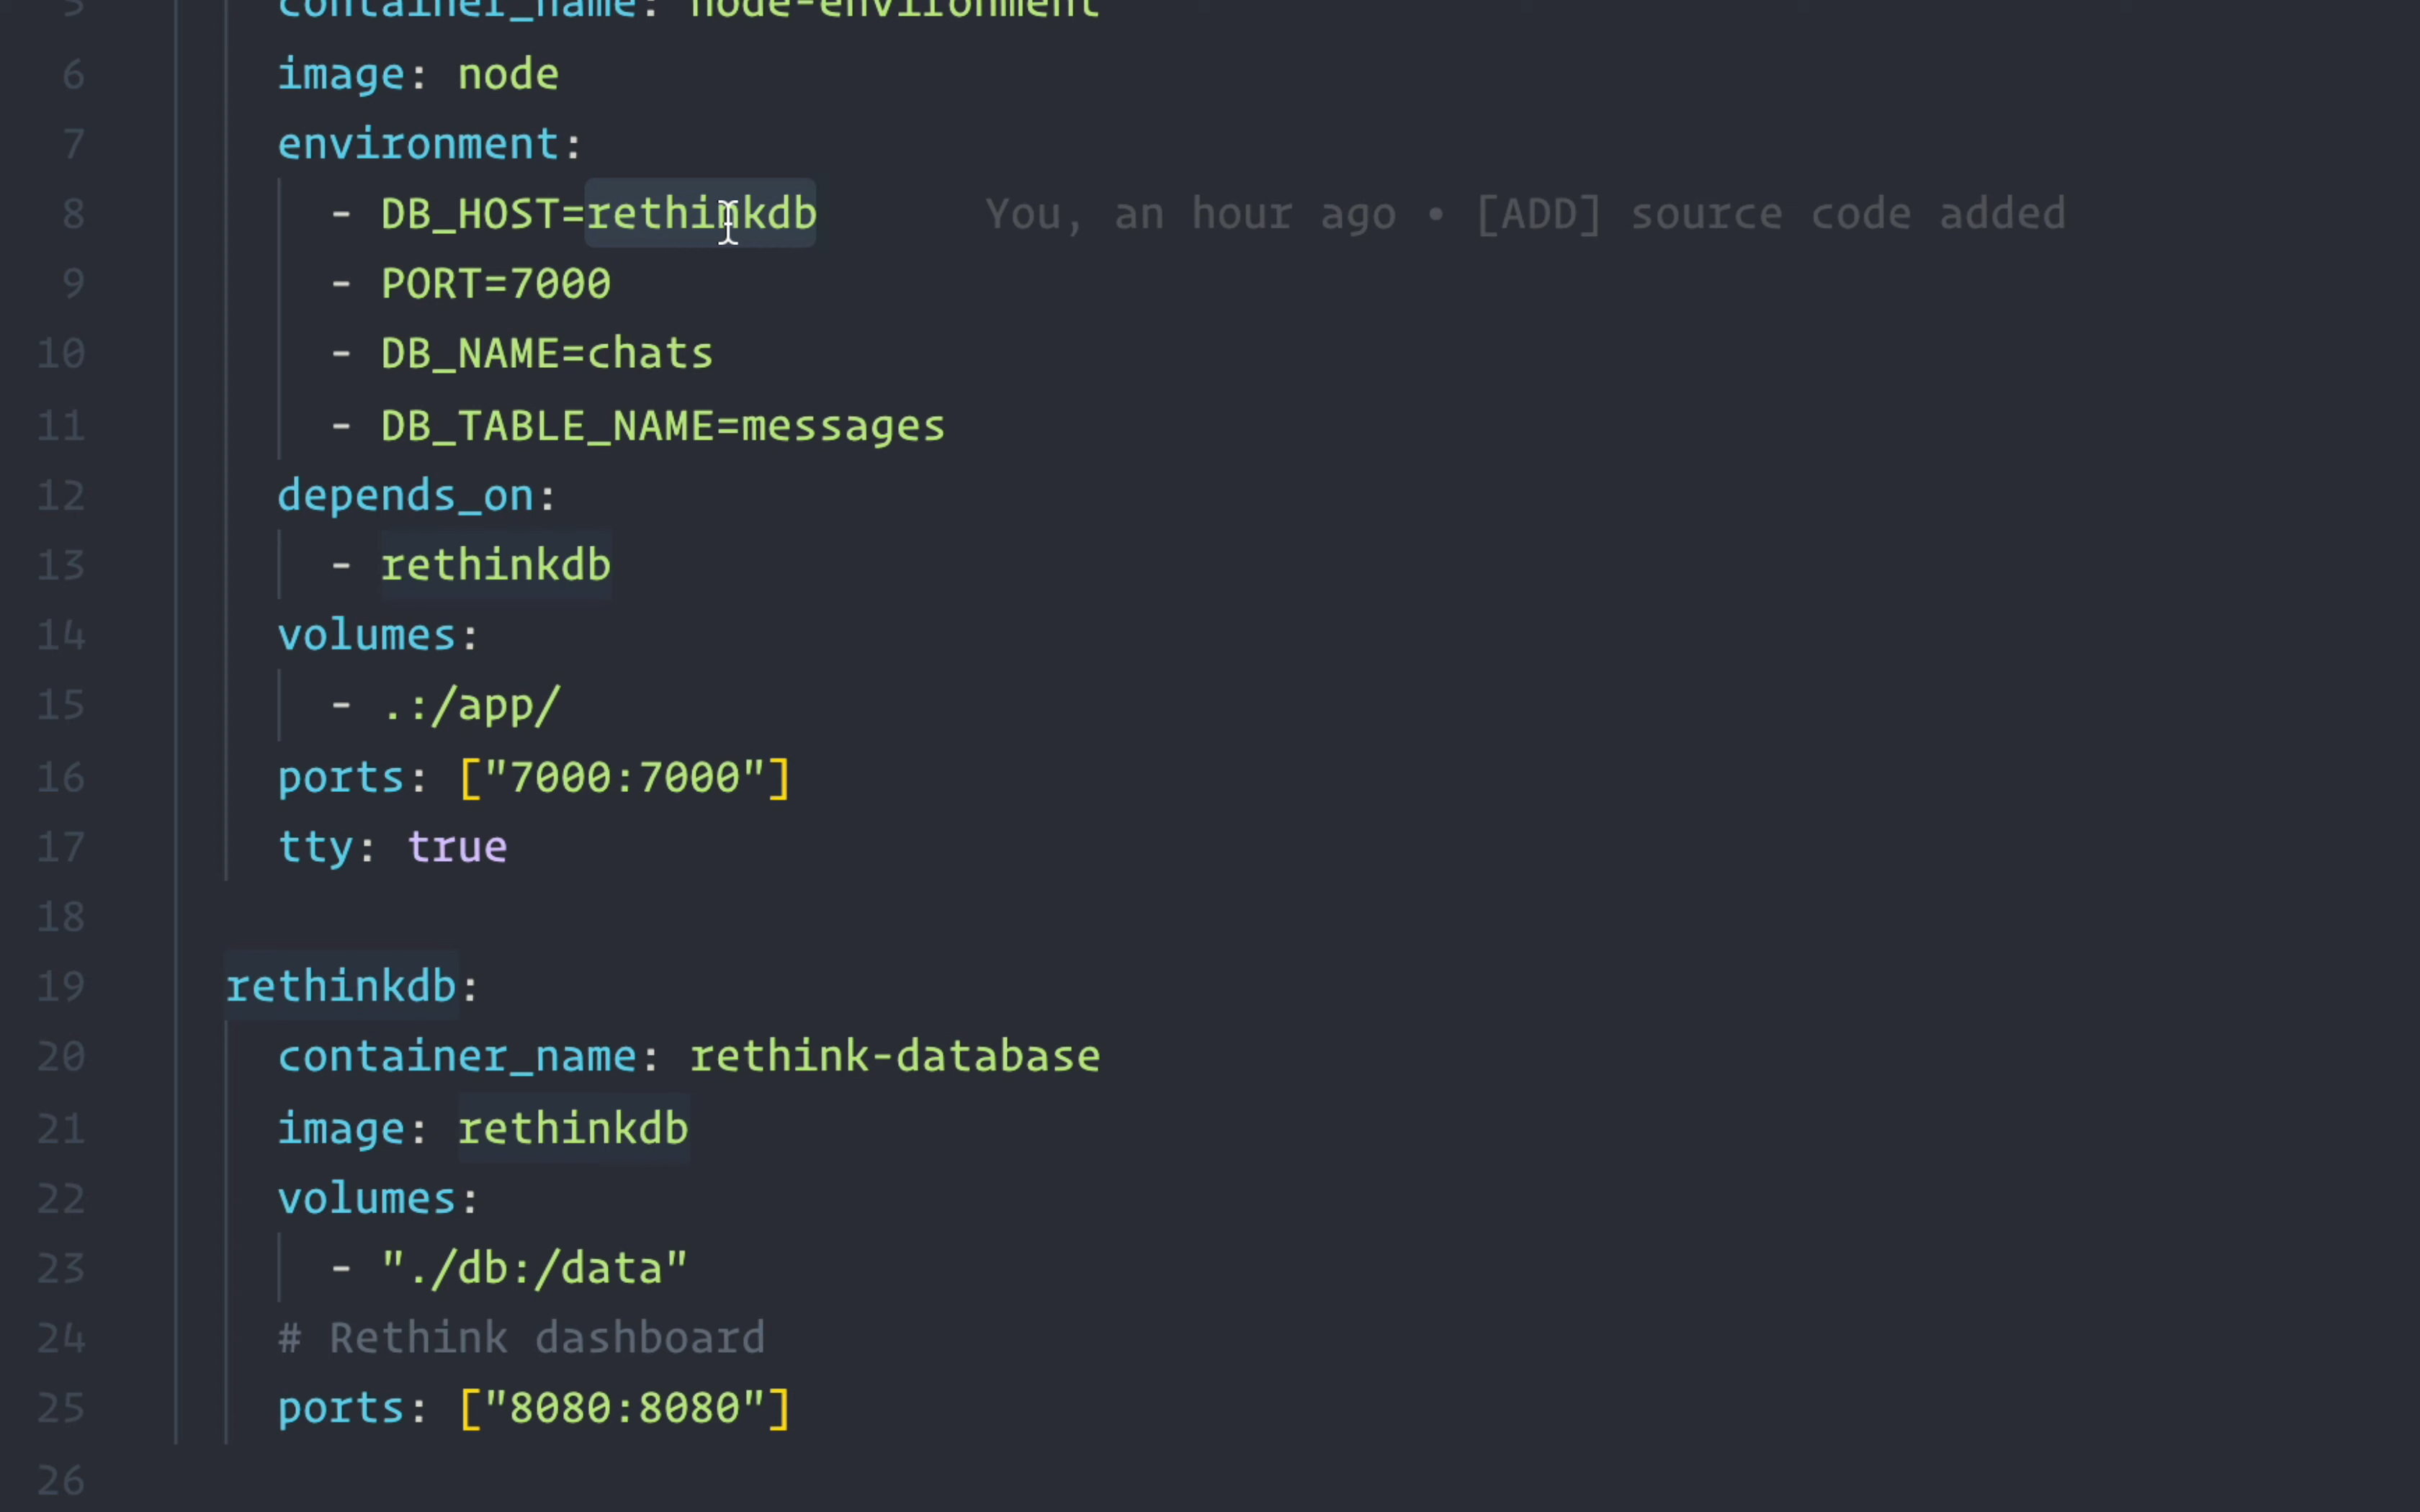 5 container_name: node-environment
6 image: node
7 environment:
8 - DB_HOST=rethinkdb You, an hour ago • [ADD] source code added
9 - PORT=7000
10 - DB_NAME=chats
11 - DB_TABLE_NAME=messages
12 depends_on:
13 - rethinkdb
14 volumes:
15 - .:/app/
16 ports: ["7000:7000"]
17 tty: true
18
19 rethinkdb:
20 container_name: rethink-database
21 image: rethinkdb
22 volumes:
23 - "./db:/data"
24 # Rethink dashboard
25 ports: ["8080:8080"]
26